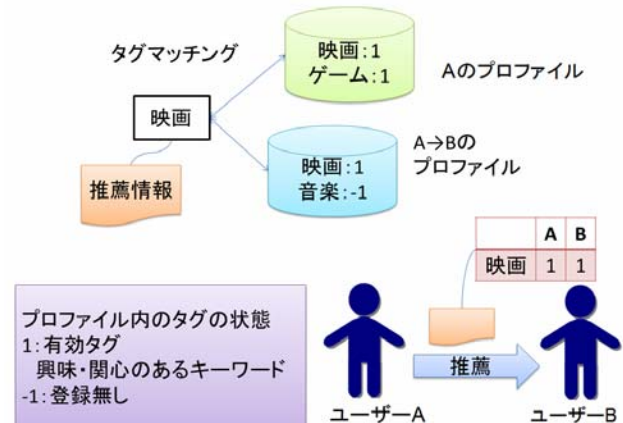 タグマッチング
映画:1
ゲーム:1
Aのプロファイル
映画
映画:1
音楽:-1
A→Bの
プロファイル
推薦情報
A B
映画 1 1
プロファイル内のタグの状態
1:有効タグ
興味・関心のあるキーワード
-1:登録無し
推薦
ユーザーA
ユーザーB